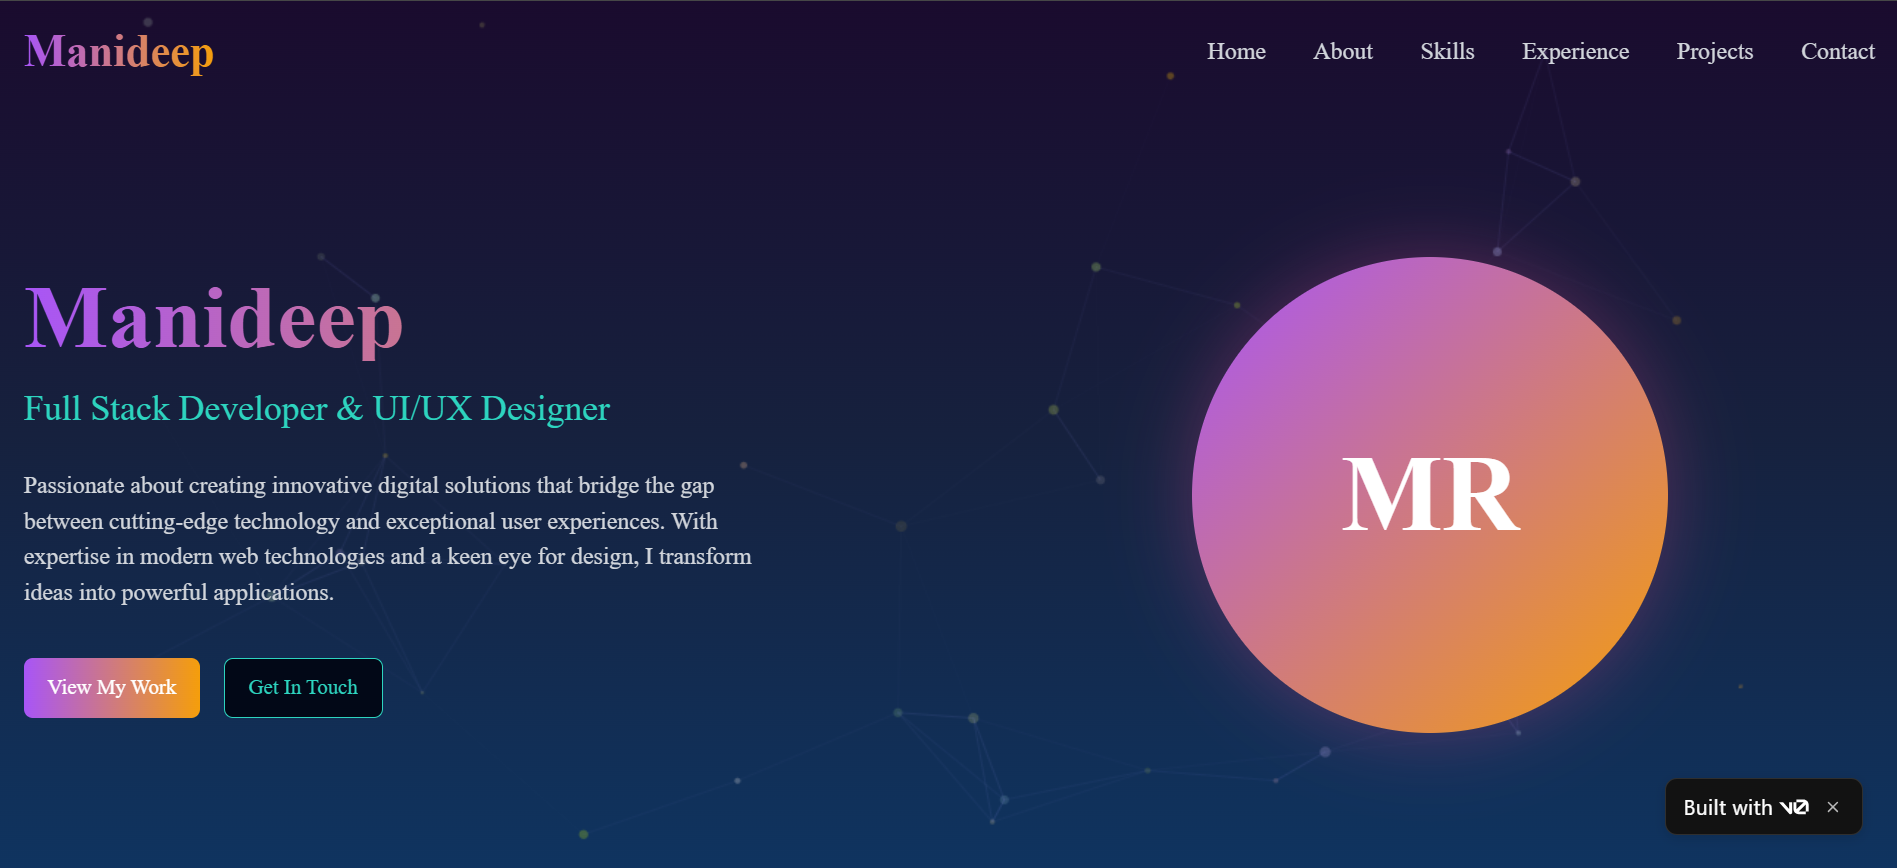 Manideep
Home About Skills Experience Projects Contact
Manideep
Full Stack Developer & UI/UX Designer
Passionate about creating innovative digital solutions that bridge the gap
between cutting-edge technology and exceptional user experiences. With
expertise in modern web technologies and a keen eye for design, I transform
ideas into powerful applications.
View My Work
Get In Touch
MR
Built with v0